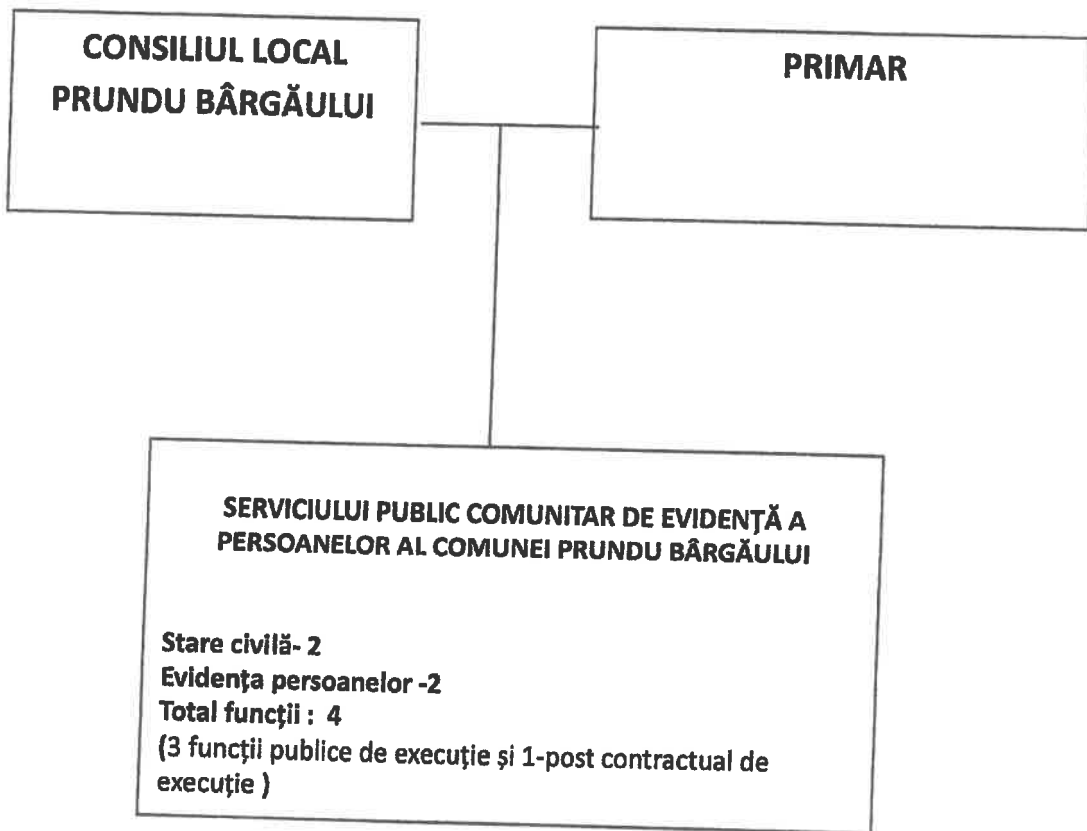 CONSILIUL LOCAL
PRUNDU BÂRGĂULUI
PRIMAR
SERVICIULUI PUBLIC COMUNITAR DE EVIDENŢĂ A
PERSOANELOR AL COMUNEI PRUNDU BÂRGĂULUI
Stare civilă- 2
Evidența persoanelor -2
Total funcții : 4
(3 funcții publice de execuție și 1-post contractual de
execuție )